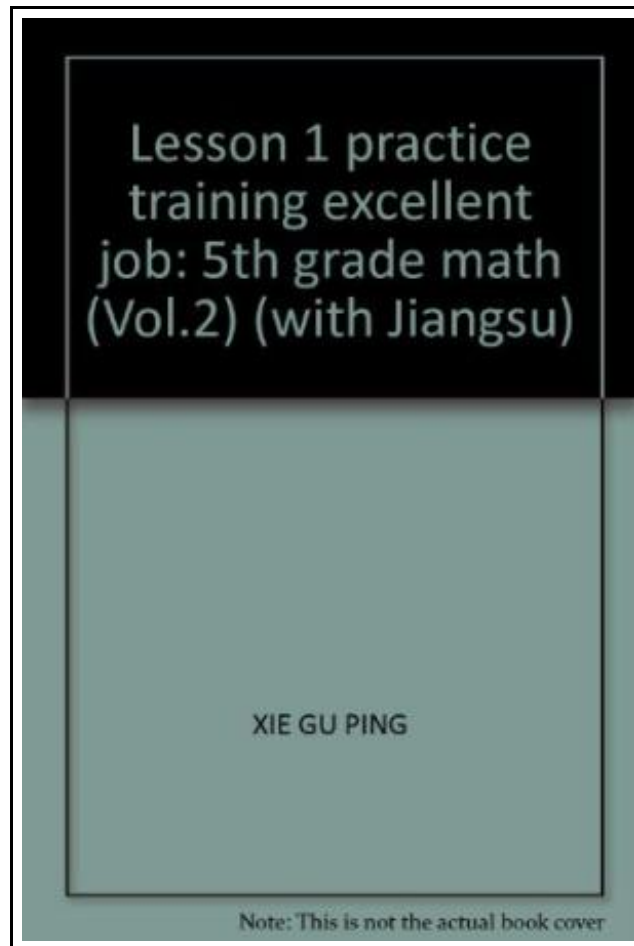 Lesson 1 practice
training excellent
job: 5th grade math
(Vol.2) (with Jiangsu)
XIE GU PING
Note: This is not the actual book cover